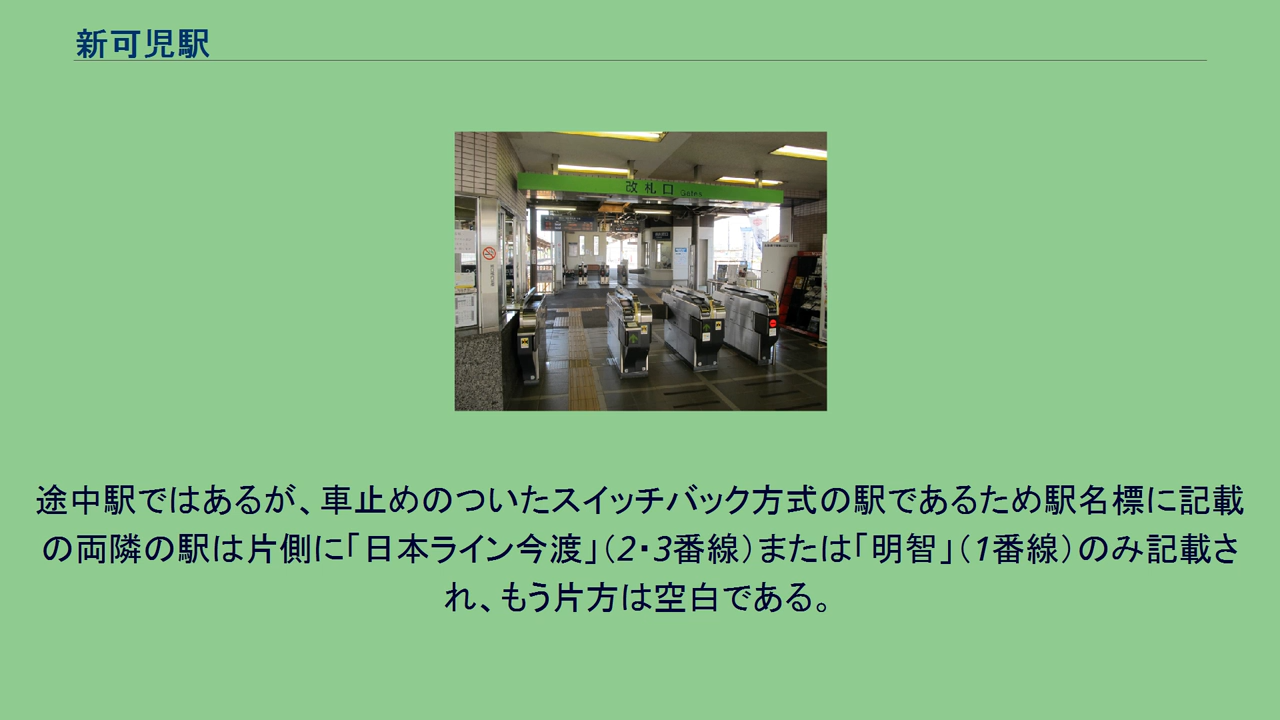 新可児駅
改札口 Gates
途中駅ではあるが、車止めのついたスイッチバック方式の駅であるため駅名標に記載
の両隣の駅は片側に「日本ライン今渡」（2・3番線）または「明智」（1番線）のみ記載さ
れ、もう片方は空白である。